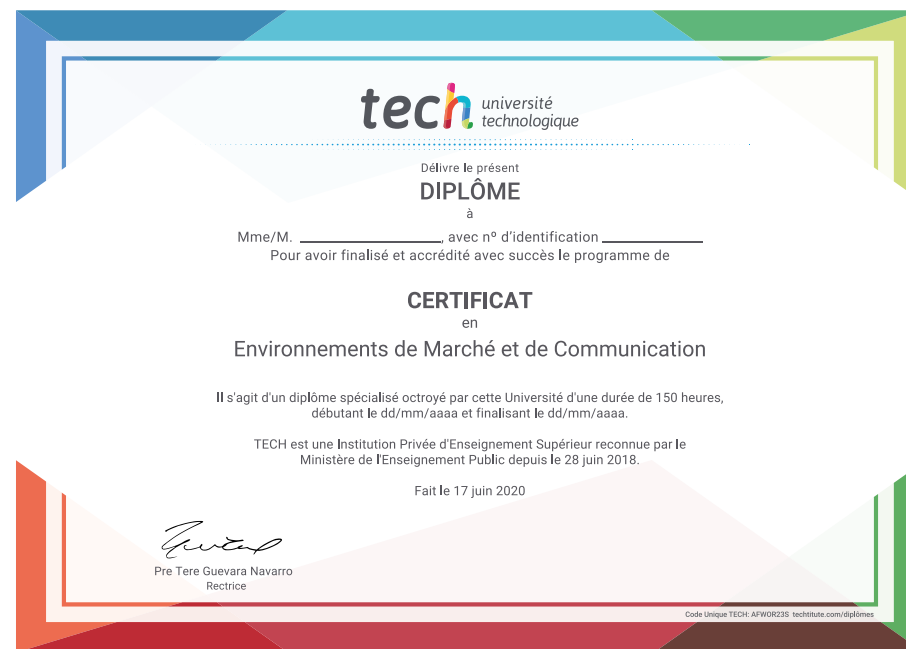 tech université
technologique
Délivre le présent
DIPLÔME
à
Mme/M. ____________________, avec nº d'identification ______________
Pour avoir finalisé et accrédité avec succès le programme de
CERTIFICAT
en
Environnements de Marché et de Communication
Il s'agit d'un diplôme spécialisé octroyé par cette Université d'une durée de 150 heures,
débutant le dd/mm/aaaa et finalisant le dd/mm/aaaa.
TECH est une Institution Privée d'Enseignement Supérieur reconnue par le
Ministère de l'Enseignement Public depuis le 28 juin 2018.
Fait le 17 juin 2020
Pre Tere Guevara Navarro
Rectrice
Code Unique TECH: AFWOR23S techtitute.com/diplômes